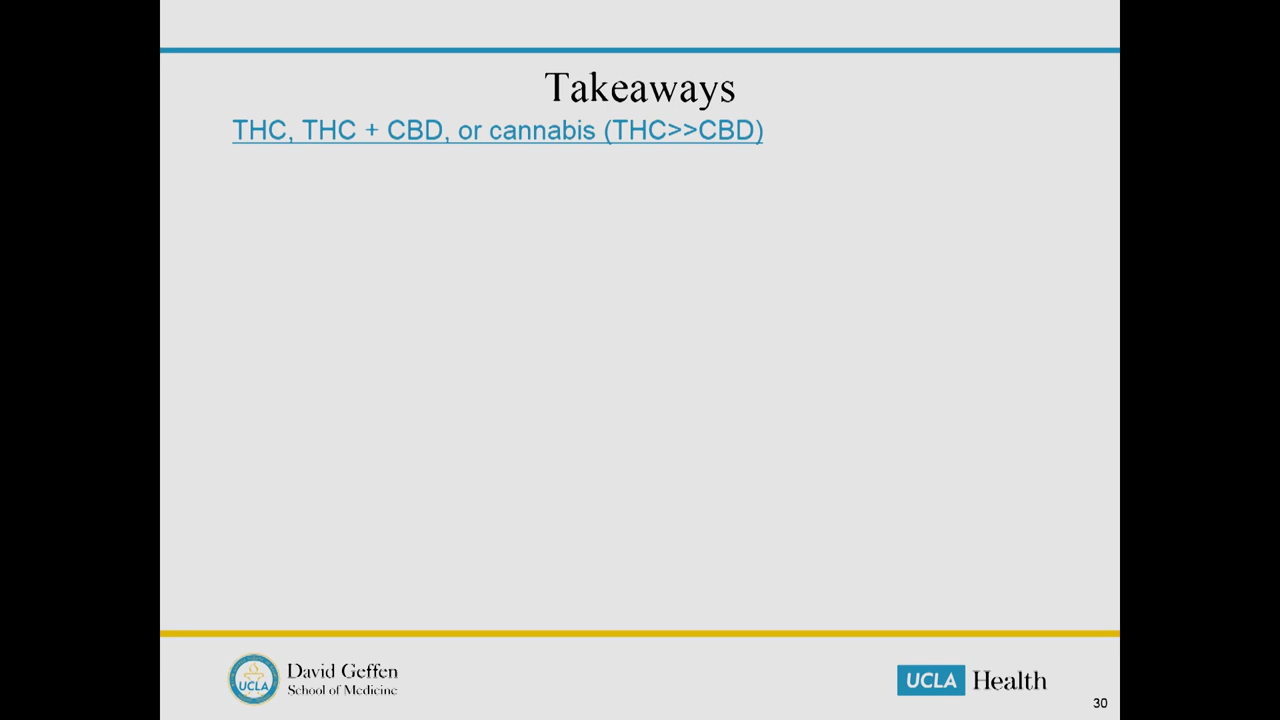 Takeaways
THC, THC + CBD, or cannabis (THC>>CBD)
UCLA
David Geffen
School of Medicine
UCLA Health
30